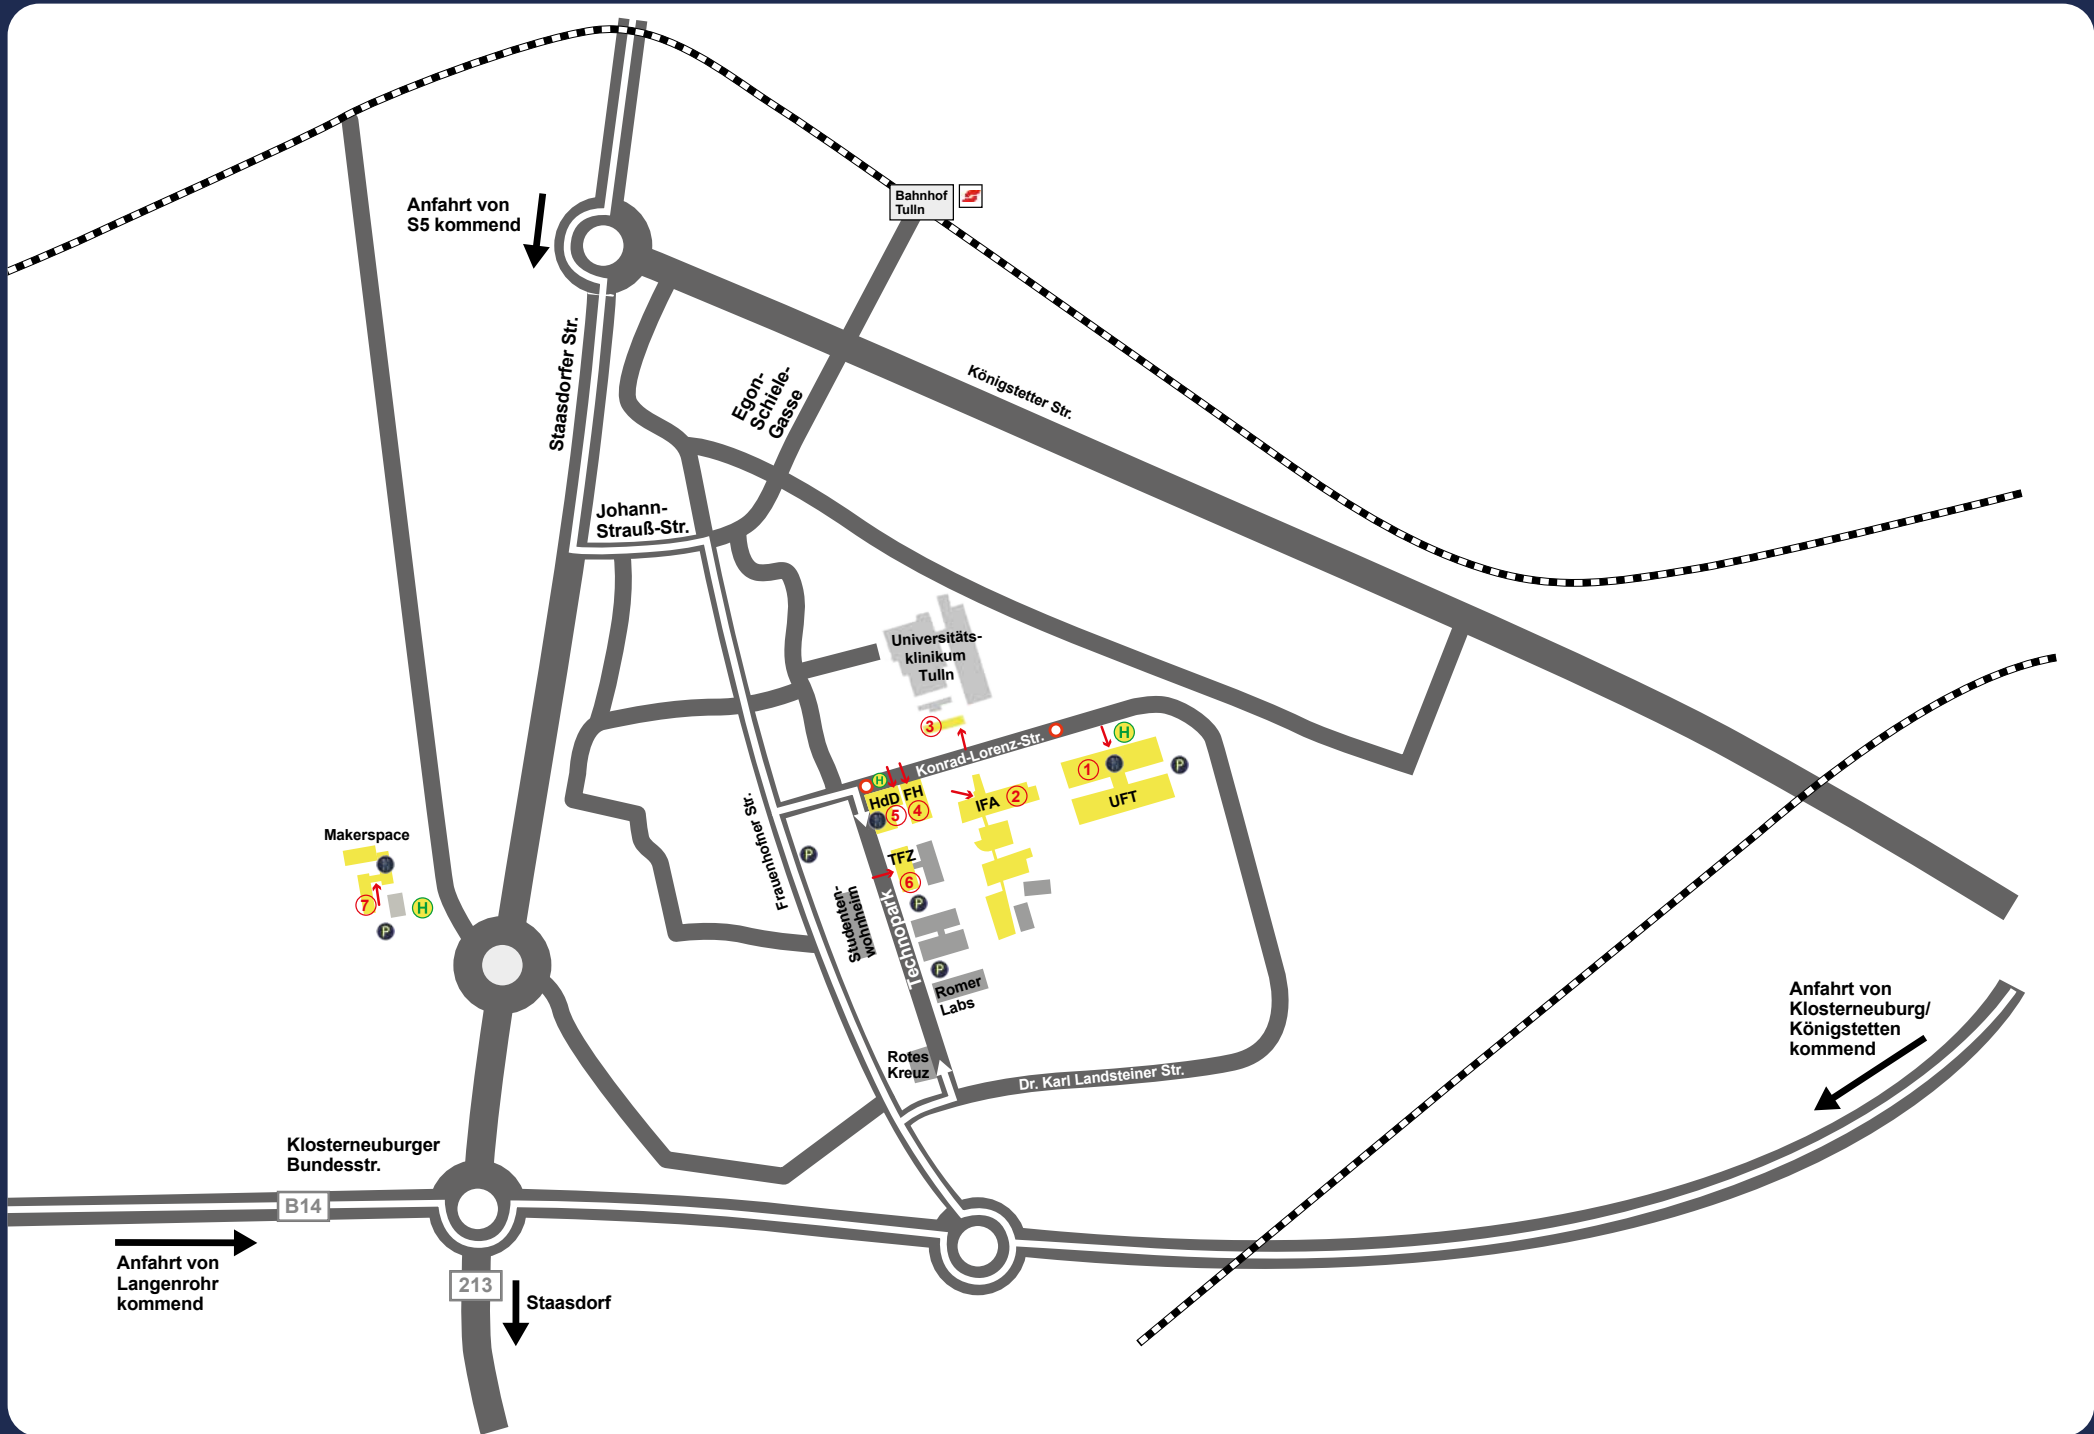 Bahnhof
Tulln
Anfahrt von
S5 kommend
Staasdorfer Str.
Egon-
Schiele-
Gasse
Königstetter Str.
Johann-
Strauß-Str.
Universitäts-
klinikum
Tulln
3
Konrad-Lorenz-Str.
H
1
P
UFT
H
HdD
FH
5
4
IFA
2
Frauenhofner Str.
P
TFZ
6
P
Studenten-
wohnheim
Technopark
P
Romer
Labs
Makerspace
7
H
P
Rotes
Kreuz
Dr. Karl Landsteiner Str.
Anfahrt von
Klosterneuburg/
Königstetten
kommend
Klosterneuburger
Bundesstr.
B14
Anfahrt von
Langenrohr
kommend
213
Staasdorf